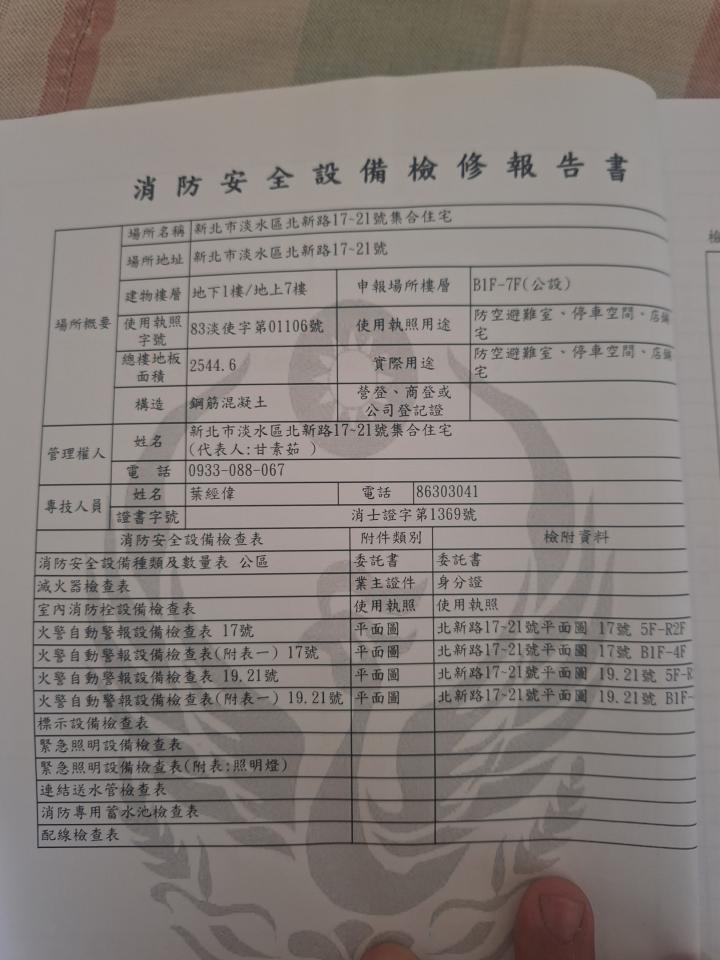 消防安全設備檢修報告書
場所概要
場所名稱 新北市淡水區北新路17~21號集合住宅
場所地址 新北市淡水區北新路17~21號
建物樓層 地下1樓/地上7樓 申報場所樓層 B1F-7F(公設)
使用執照字號 83淡使字第01106號 使用執照用途 防空避難室、停車空間、店舖
宅
總樓地板面積 2544.6 實際用途 防空避難室、停車空間、店舖
宅
構造 鋼筋混凝土 營登、商登或
公司登記證
管理權人 姓名 新北市淡水區北新路17~21號集合住宅
(代表人:甘素茹 )
電 話 0933-088-067
專技人員 姓名 葉經偉 電話 86303041
證書字號 消士證字第1369號
消防安全設備檢查表 附件類別 檢附資料
消防安全設備種類及數量表 公區 委託書 委託書
滅火器檢查表 業主證件 身分證
室內消防栓設備檢查表 使用執照 使用執照
火警自動警報設備檢查表 17號 平面圖 北新路17~21號平面圖 17號 5F-R2F
火警自動警報設備檢查表(附表一) 17號 平面圖 北新路17~21號平面圖 17號 B1F-4F
火警自動警報設備檢查表 19.21號 平面圖 北新路17~21號平面圖 19.21號 5F-R
火警自動警報設備檢查表(附表一) 19.21號 平面圖 北新路17~21號平面圖 19.21號 B1F-
標示設備檢查表
緊急照明設備檢查表
緊急照明設備檢查表(附表:照明燈)
連結送水管檢查表
消防專用蓄水池檢查表
配線檢查表